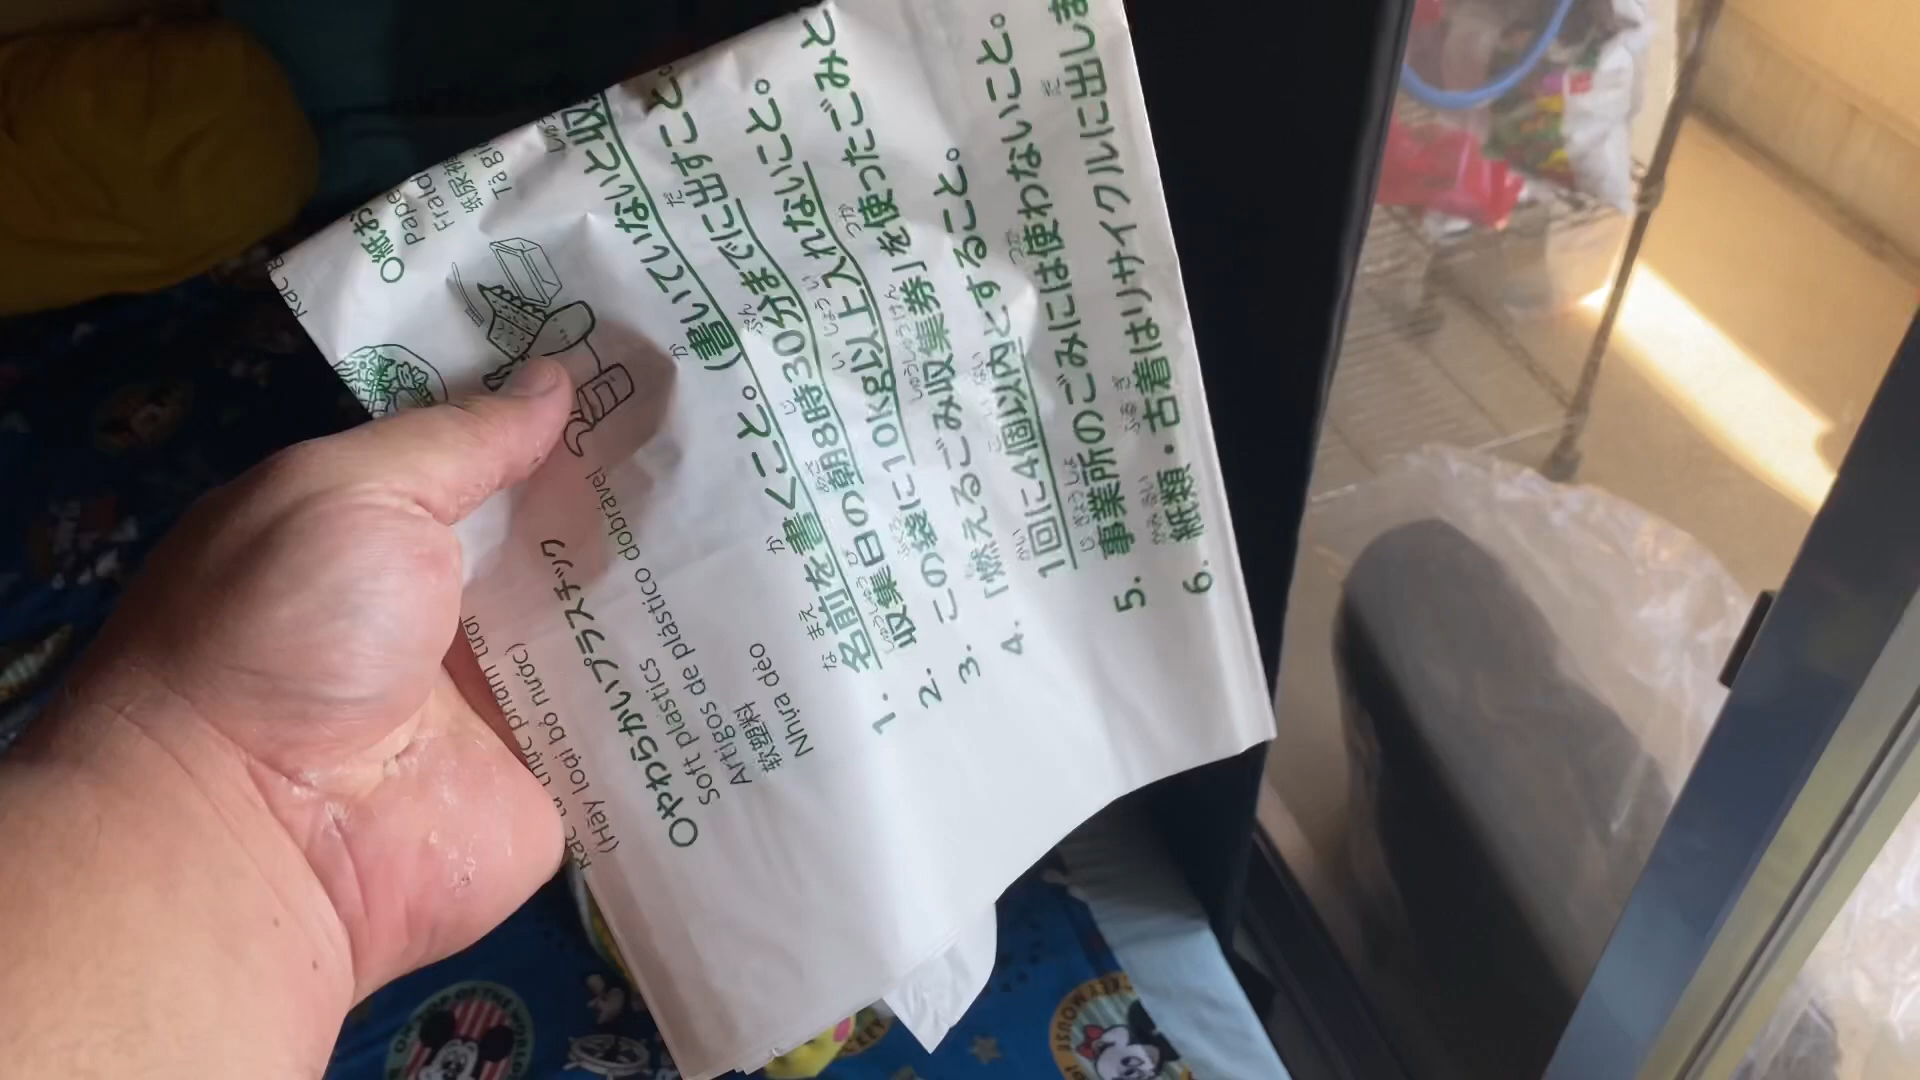 Rác
(Hãy loại bỏ nước)
〇紙お
Pape
Frald
紙尿
Tã gi
〇やわらかいプラスチック
Soft plastics
Artigos de plástico dobrável
软塑料
Nhựa dẻo
1. 名前を書くこと。(書いていないと収
収集日の朝8時30分までに出すこと。
2. この袋に10kg以上入れないこと。
3. 「燃えるごみ収集券」を使ったごみと
4. 1回に4個以内とすること。
5. 事業所のごみには使わないこと。
6. 紙類・古着はリサイクルに出しま